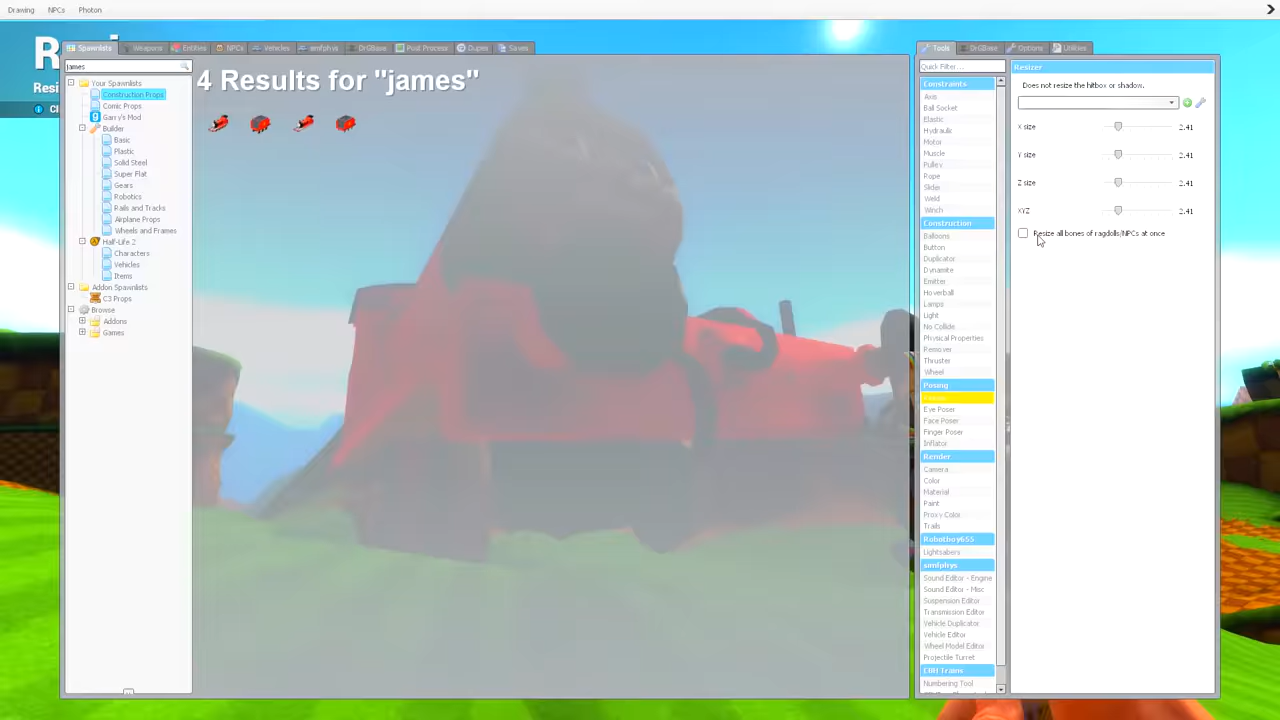 Drawing NPCs Photon
R
Resi
Cl
Spawnlists Weapons Entities NPCs Vehicles simfphys DrGBase Post Process Dupes Saves
james
Your Spawnlists
Construction Props
Comic Props
Garry's Mod
Builder
Basic
Plastic
Solid Steel
Super Flat
Gears
Robotics
Rails and Tracks
Airplane Props
Wheels and Frames
Half-Life 2
Characters
Vehicles
Items
Addon Spawnlists
C3 Props
Browse
Addons
Games
4 Results for "james"
Tools DrGBase Options Utilities
Quick Filter...
Constraints
Axis
Ball Socket
Elastic
Hydraulic
Motor
Muscle
Pulley
Rope
Slider
Weld
Winch
Construction
Balloons
Button
Duplicator
Dynamite
Emitter
Hoverball
Lamps
Light
No Collide
Physical Properties
Remover
Thruster
Wheel
Posing
Eye Poser
Face Poser
Finger Poser
Inflator
Render
Camera
Color
Material
Paint
Proxy Color
Trails
Robotboy655
Lightsabers
simfphys
Sound Editor - Engine
Sound Editor - Misc
Suspension Editor
Transmission Editor
Vehicle Duplicator
Vehicle Editor
Wheel Model Editor
Projectile Turret
Numbering Tool
Resizer
Does not resize the hitbox or shadow.
X size 2.41
Y size 2.41
Z size 2.41
XYZ 2.41
Resize all bones of ragdolls/NPCs at once